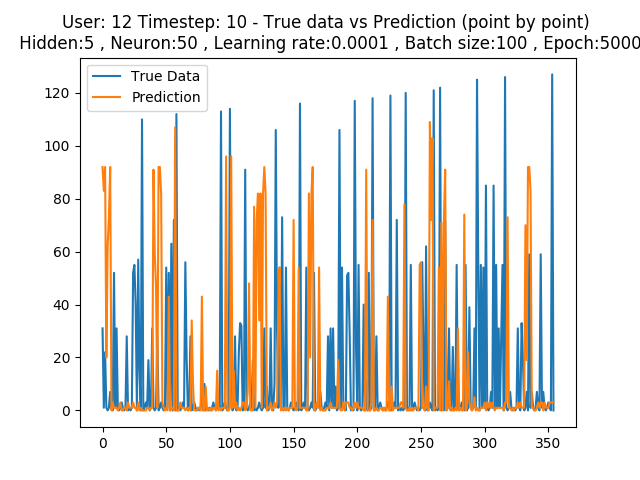 User: 12 Timestep: 10 - True data vs Prediction (point by point)
Hidden:5 , Neuron:50 , Learning rate:0.0001 , Batch size:100 , Epoch:5000
True Data
Prediction
120
100
80
60
40
20
0
0 50 100 150 200 250 300 350